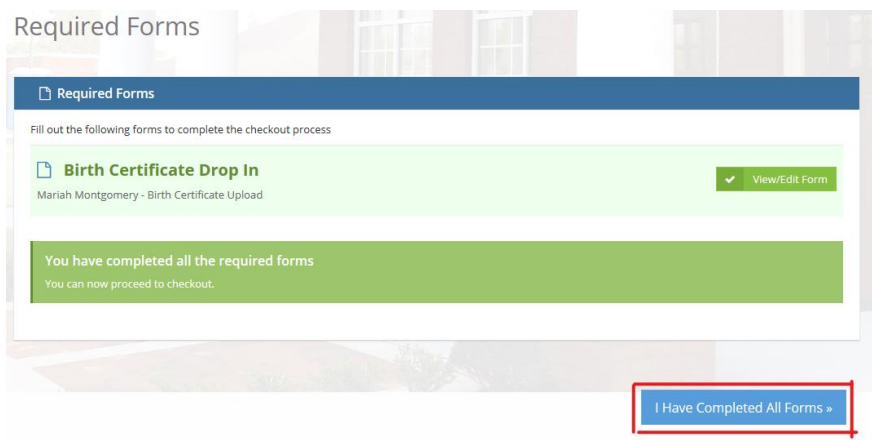 Required Forms
Required Forms
Fill out the following forms to complete the checkout process
Birth Certificate Drop In
View/Edit Form
Mariah Montgomery - Birth Certificate Upload
You have completed all the required forms
You can now proceed to checkout.
I Have Completed All Forms »